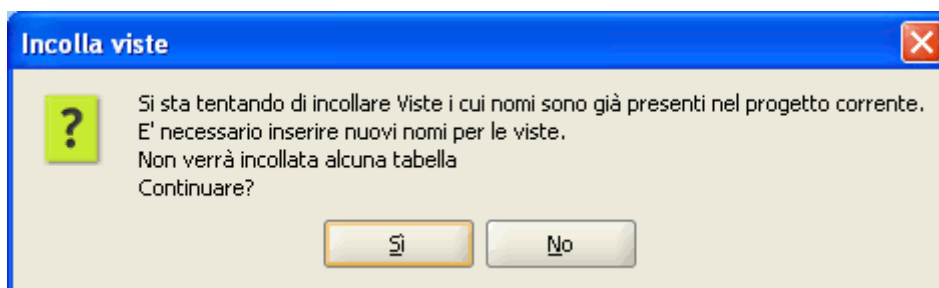 Incolla viste
Si sta tentando di incollare Viste i cui nomi sono già presenti nel progetto corrente.
E' necessario inserire nuovi nomi per le viste.
Non verrà incollata alcuna tabella
Continuare?
Sì
No